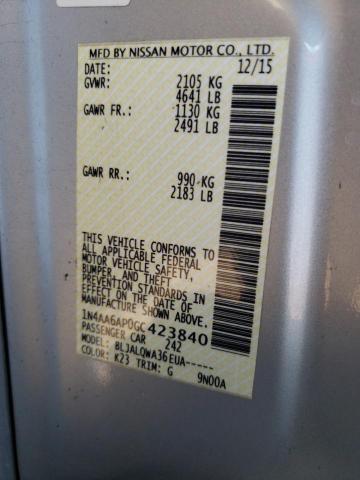 MFD BY NISSAN MOTOR CO., LTD.
DATE: 12/15
GVWR: 2105 KG
4641 LB
GAWR FR.: 1130 KG
2491 LB
GAWR RR.: 990 KG
2183 LB
THIS VEHICLE CONFORMS TO
ALL APPLICABLE FEDERAL
MOTOR VEHICLE SAFETY,
BUMPER, AND THEFT
PREVENTION STANDARDS IN
EFFECT ON THE DATE OF
MANUFACTURE SHOWN ABOVE.
1N4AA6AP0GC423840
PASSENGER CAR 242
MODEL: BLJALQWA36EUA-----
COLOR: K23 TRIM: G 9N00A